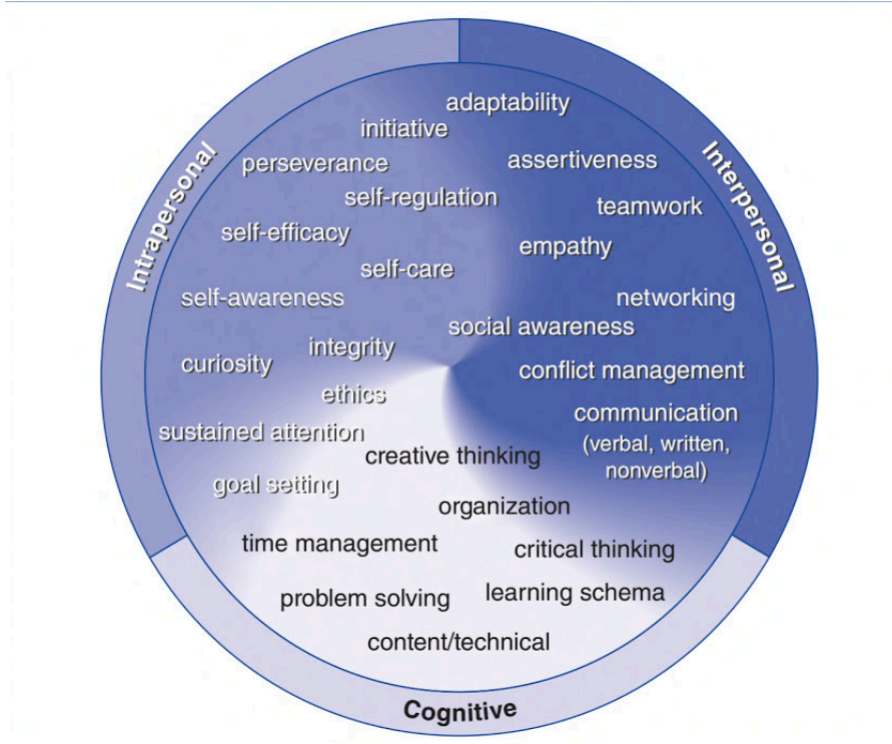 adaptability
initiative
perseverance
assertiveness
self-regulation
teamwork
self-efficacy
empathy
self-care
self-awareness
networking
social awareness
integrity
curiosity
conflict management
ethics
communication
(verbal, written,
nonverbal)
sustained attention
creative thinking
goal setting
organization
time management
critical thinking
problem solving
learning schema
content/technical
Intrapersonal
Interpersonal
Cognitive